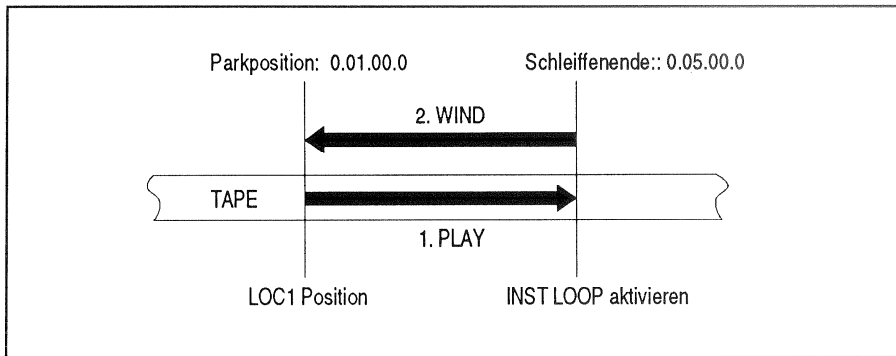 Parkposition: 0.01.00.0
Schleiffenende:: 0.05.00.0
2. WIND
TAPE
1. PLAY
LOC1 Position
INST LOOP aktivieren